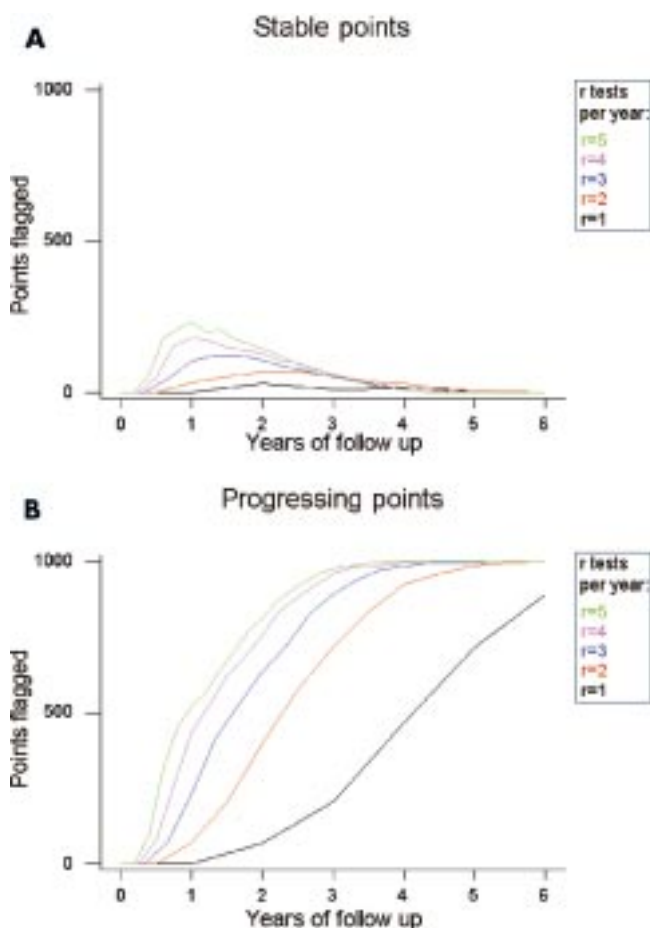 A
Stable points
1000
500
0
Points flagged
0 1 2 3 4 5 6
Years of follow up
r tests
per year:
r=5
r=4
r=3
r=2
r=1
B
Progressing points
1000
500
0
Points flagged
0 1 2 3 4 5 6
Years of follow up
r tests
per year:
r=5
r=4
r=3
r=2
r=1